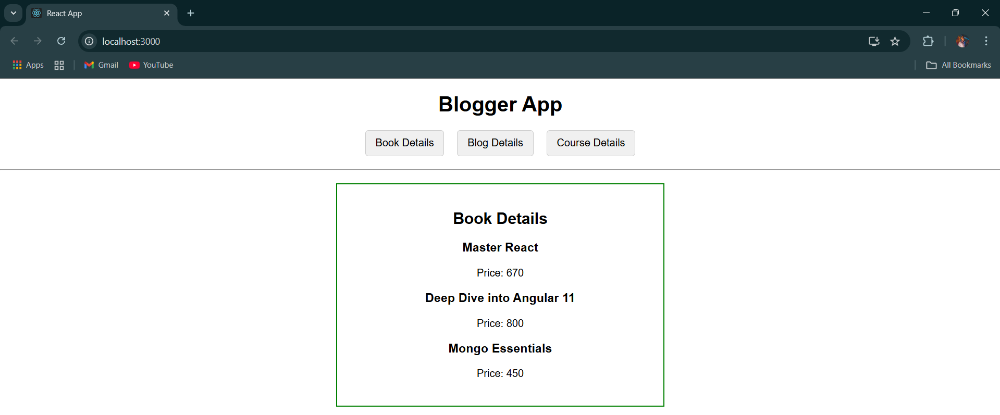 React App
localhost:3000
Apps Gmail YouTube All Bookmarks
Blogger App
Book Details Blog Details Course Details
Book Details
Master React
Price: 670
Deep Dive into Angular 11
Price: 800
Mongo Essentials
Price: 450